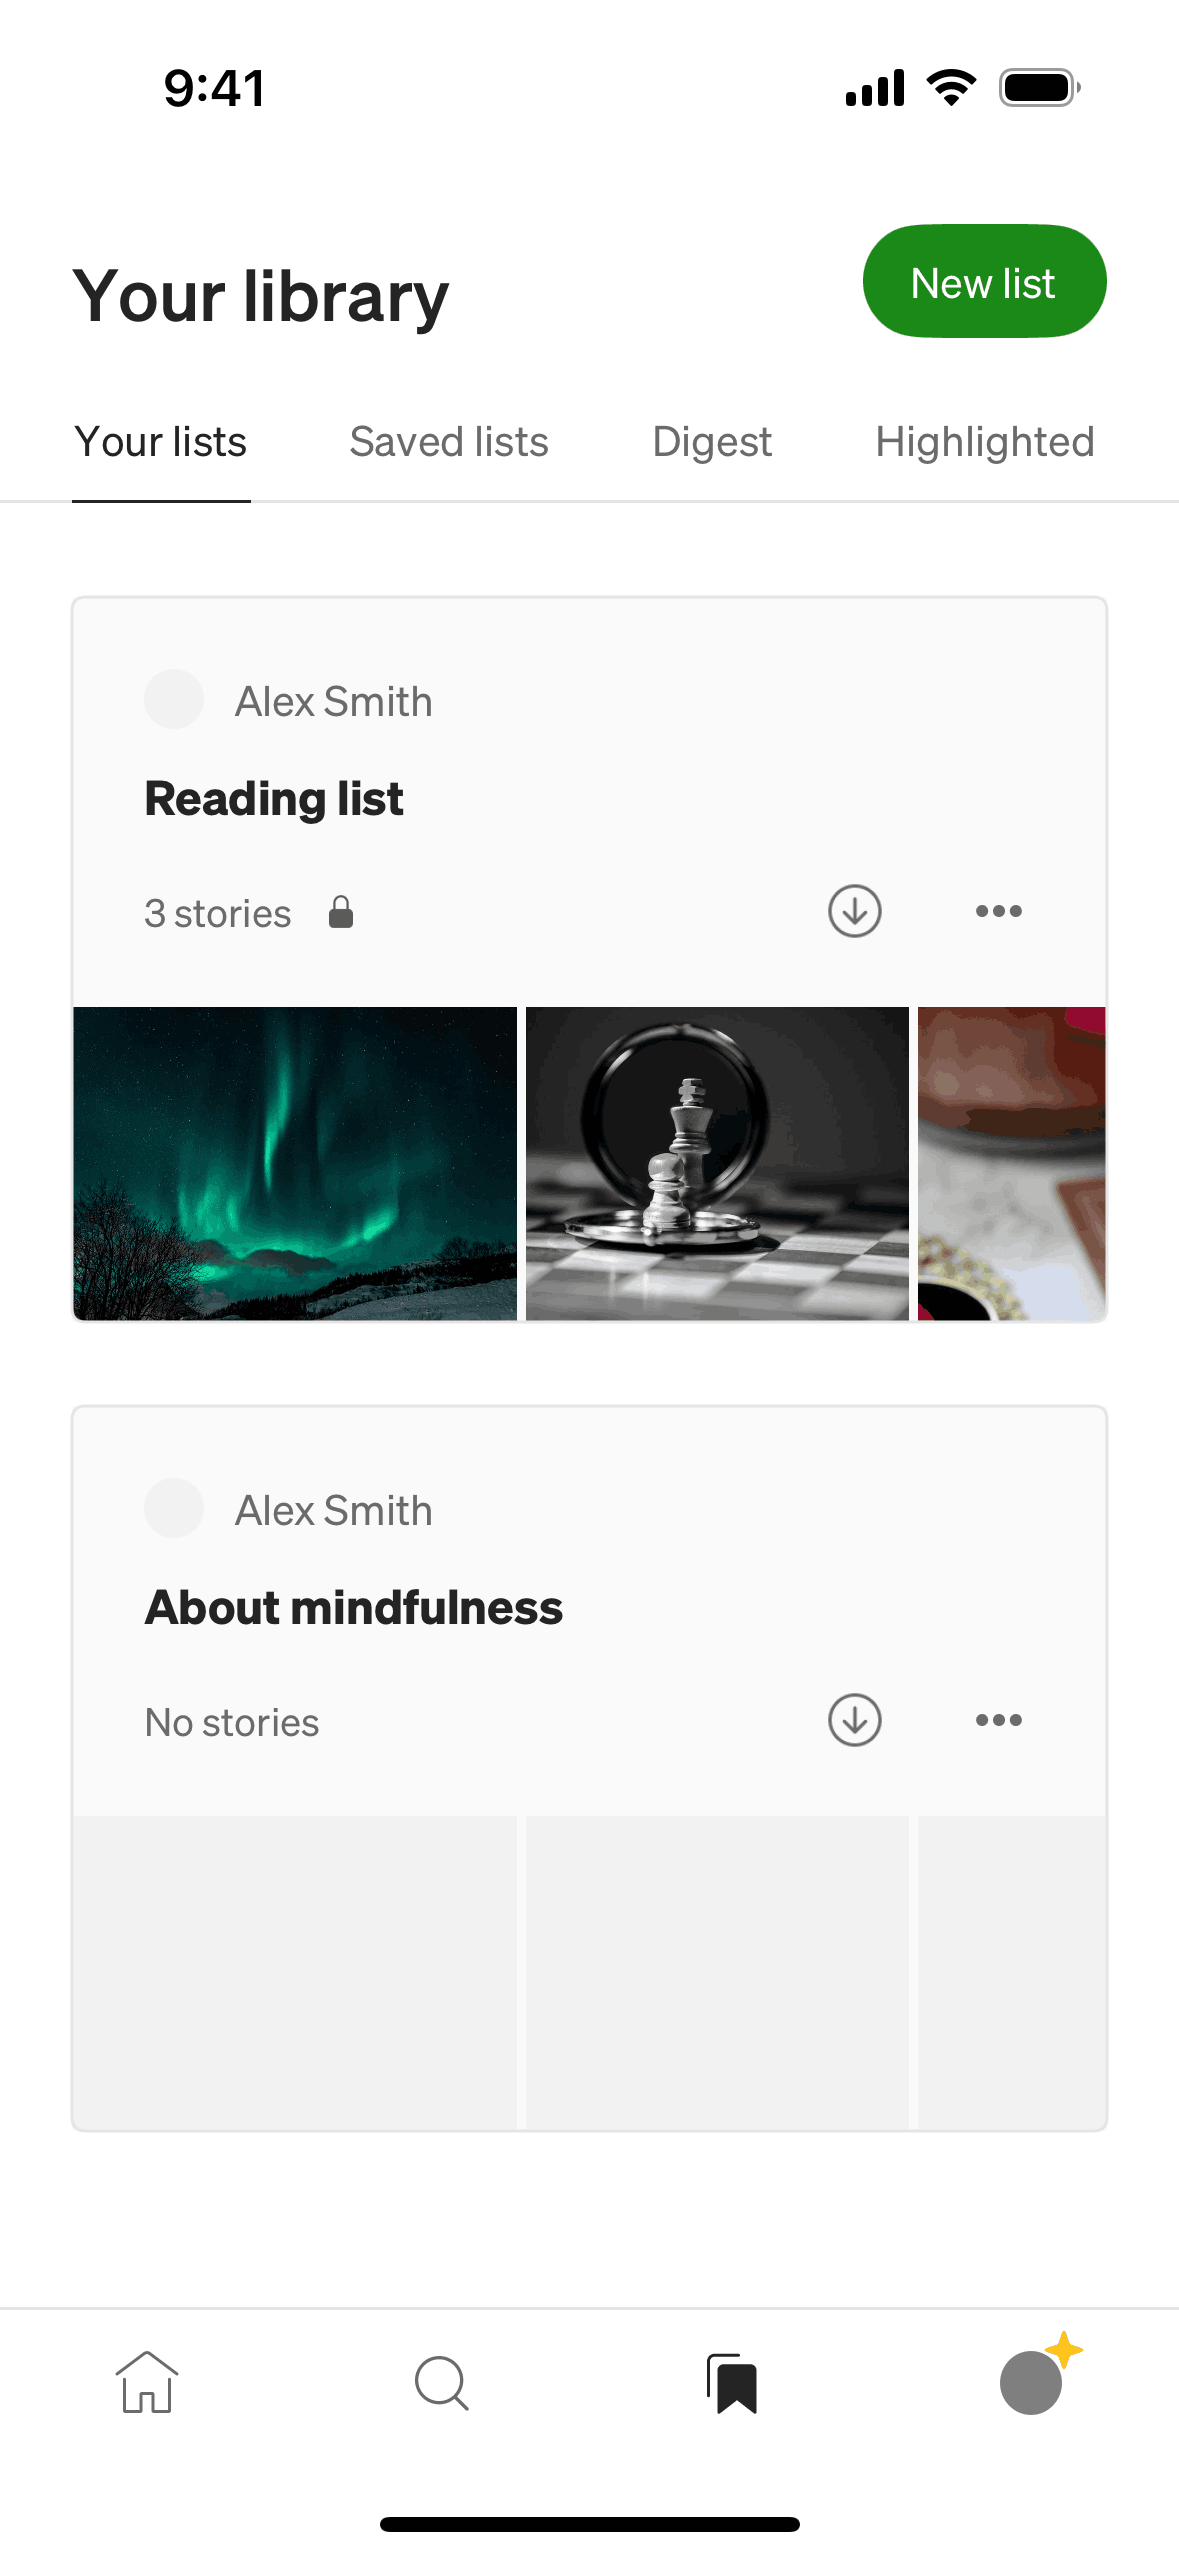 9:41
Your library
New list
Your lists Saved lists Digest Highlighted
Alex Smith
Reading list
3 stories
Alex Smith
About mindfulness
No stories